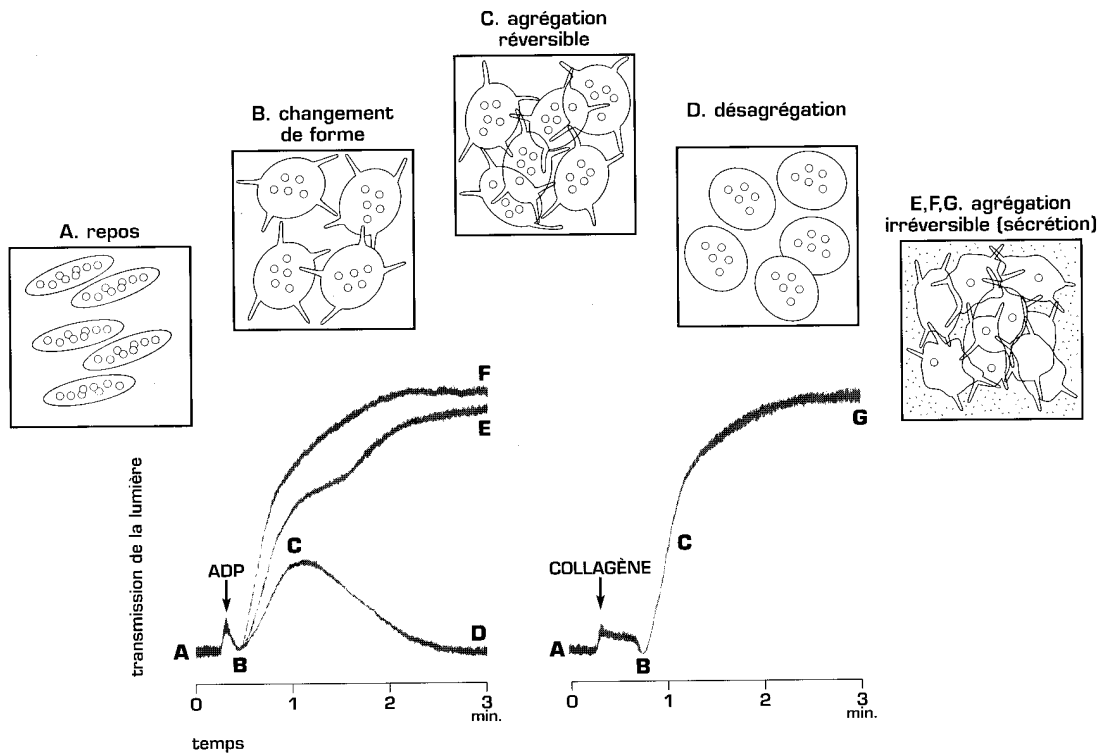 C. agrégation
réversible
B. changement
de forme
D. désagrégation
A. repos
E,F,G. agrégation
irréversible (sécrétion)
transmission de la lumière
F
E
C
ADP
A
B
D
0 1 2 3
min.
temps
G
C
COLLAGÈNE
A
B
0 1 2 3
min.